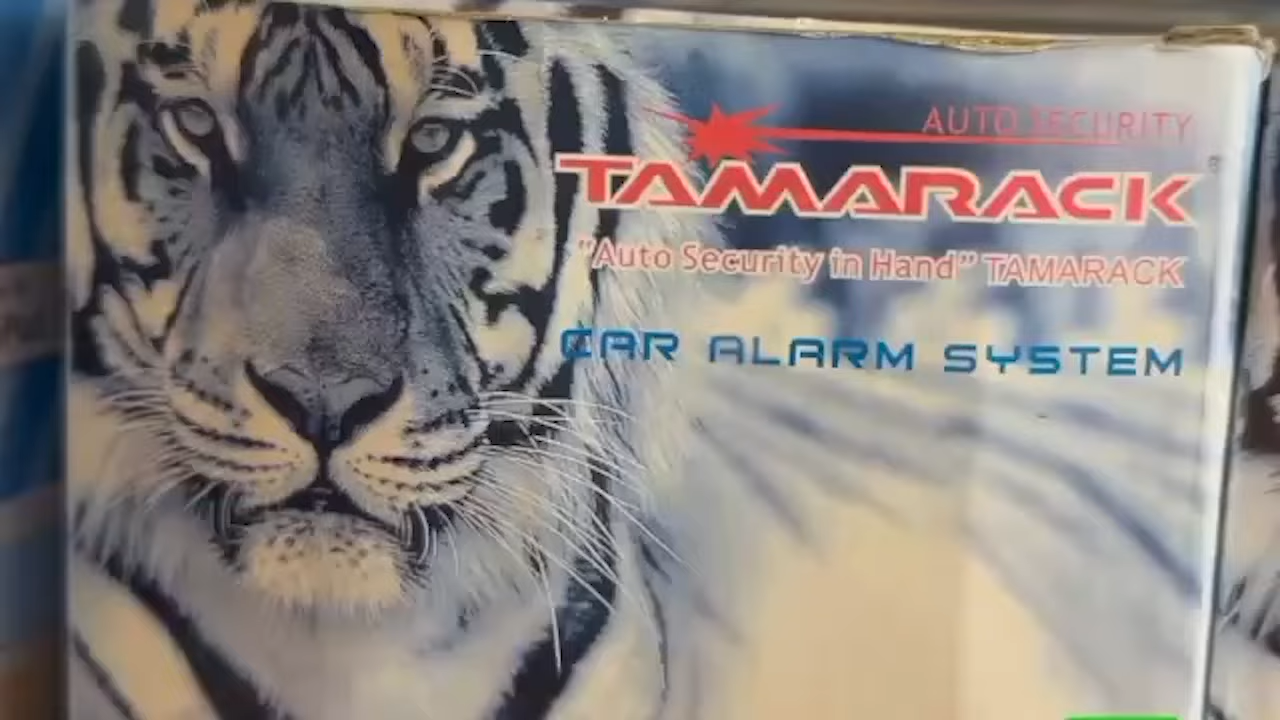 AUTO SECURITY
TAMARACK®
"Auto Security in Hand" TAMARACK
CAR ALARM SYSTEM